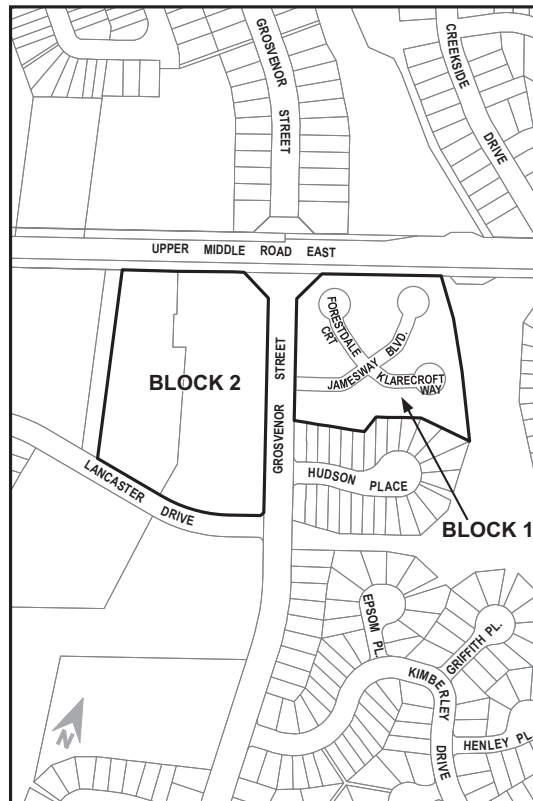 GROSVENOR
STREET
CREEKSIDE
DRIVE
UPPER MIDDLE ROAD EAST
FORESTDALE
CRT
JAMESWAY BLVD.
KLARECROFT
WAY
BLOCK 2
GROSVENOR STREET
LANCASTER DRIVE
HUDSON PLACE
BLOCK 1
EPSOM PL.
GRIFFITH PL.
KIMBERLEY
DRIVE
HENLEY PL.
N